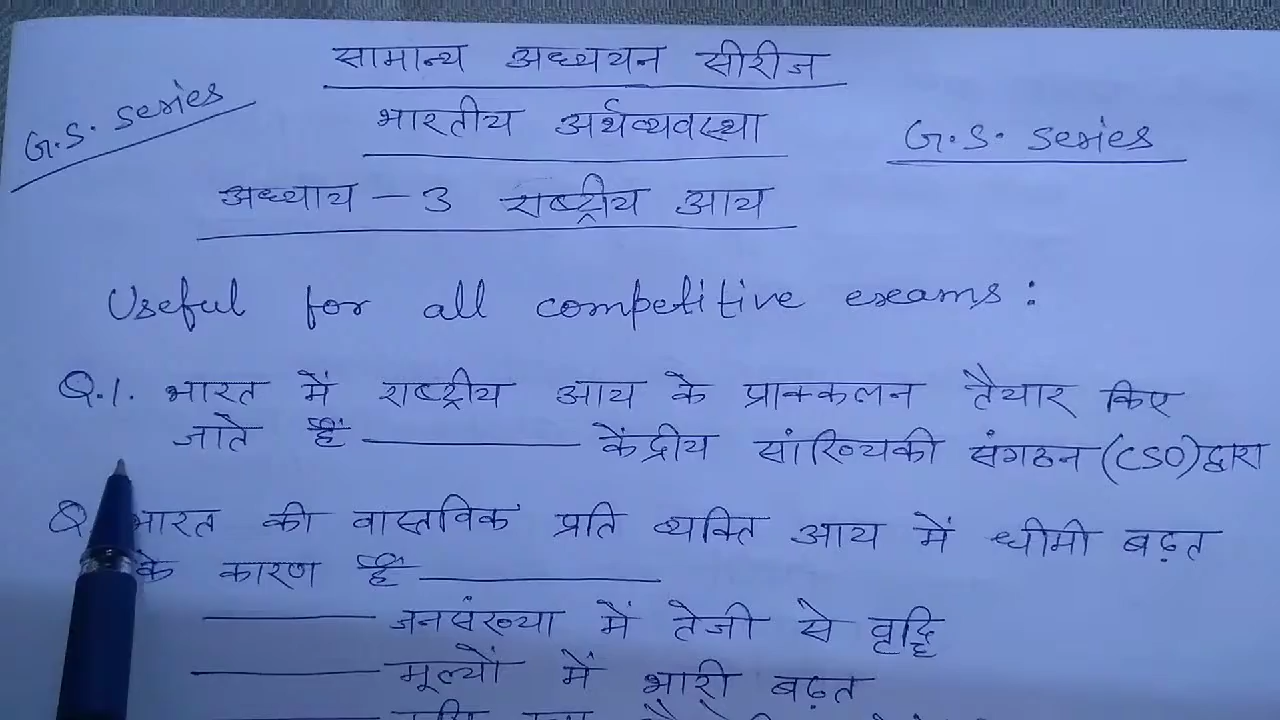 सामान्य अध्ययन सीरीज
G.S. series
भारतीय अर्थव्यवस्था
G.S. series
अध्याय - 3 राष्ट्रीय आय
Useful for all competitive exams:
Q.1. भारत में राष्ट्रीय आय के प्राक्कलन तैयार किए
जाते हैं ________ केंद्रीय सांख्यिकी संगठन (CSO) द्वारा
Q भारत की वास्तविक प्रति व्यक्ति आय में धीमी बढ़त
के कारण हैं ________
________ जनसंख्या में तेजी से वृद्धि
________ मूल्यों में भारी बढ़त